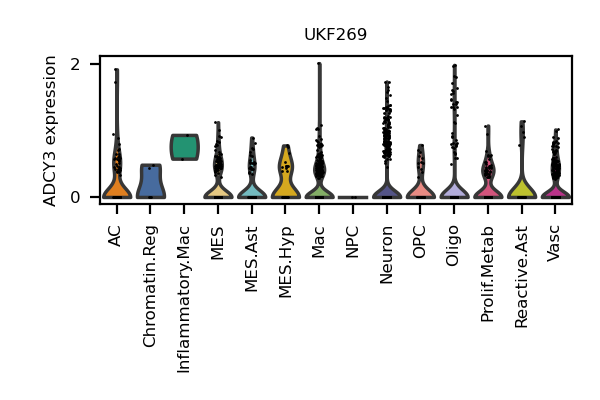 UKF269
ADCY3 expression
2
0
AC
Chromatin.Reg
Inflammatory.Mac
MES
MES.Ast
MES.Hyp
Mac
NPC
Neuron
OPC
Oligo
Prolif.Metab
Reactive.Ast
Vasc